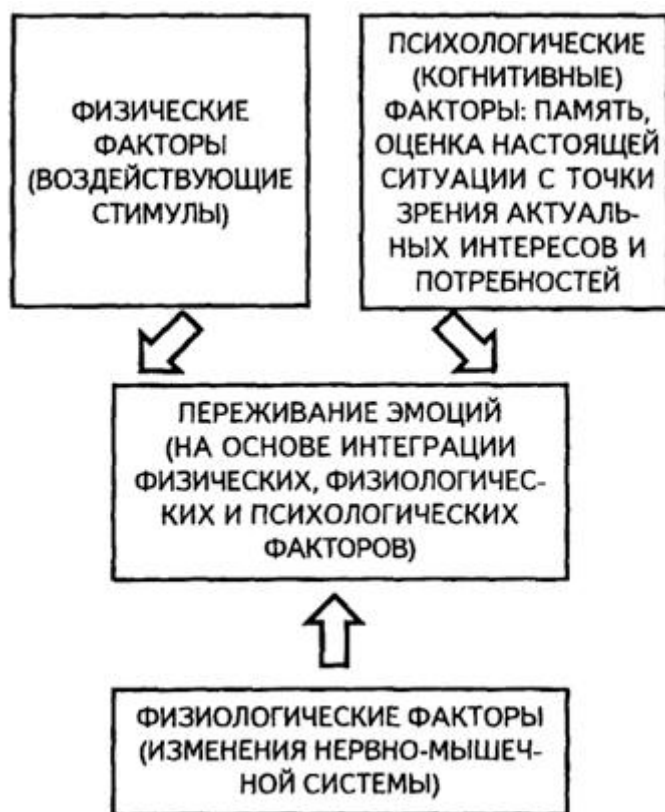 ФИЗИЧЕСКИЕ
ФАКТОРЫ
(ВОЗДЕЙСТВУЮЩИЕ
СТИМУЛЫ)
ПСИХОЛОГИЧЕСКИЕ
(КОГНИТИВНЫЕ)
ФАКТОРЫ: ПАМЯТЬ,
ОЦЕНКА НАСТОЯЩЕЙ
СИТУАЦИИ С ТОЧКИ
ЗРЕНИЯ АКТУАЛЬ-
НЫХ ИНТЕРЕСОВ И
ПОТРЕБНОСТЕЙ
ПЕРЕЖИВАНИЕ ЭМОЦИЙ
(НА ОСНОВЕ ИНТЕГРАЦИИ
ФИЗИЧЕСКИХ, ФИЗИОЛОГИЧЕС-
КИХ И ПСИХОЛОГИЧЕСКИХ
ФАКТОРОВ)
ФИЗИОЛОГИЧЕСКИЕ ФАКТОРЫ
(ИЗМЕНЕНИЯ НЕРВНО-МЫШЕЧ-
НОЙ СИСТЕМЫ)